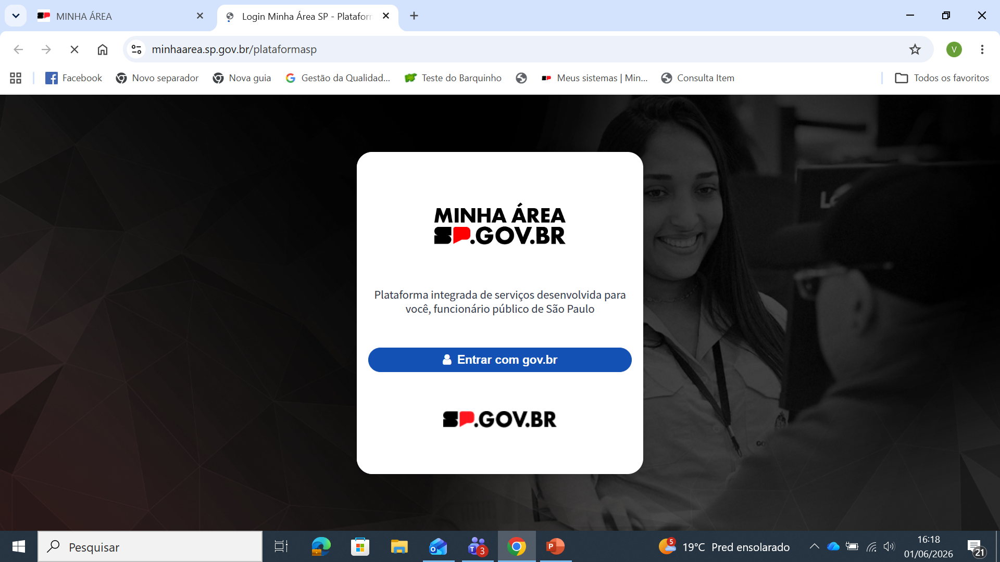 MINHA ÁREA
Login Minha Área SP - Platafor
minhaarea.sp.gov.br/plataformasp
V
Facebook
Novo separador
Nova guia
Gestão da Qualidad...
Teste do Barquinho
Meus sistemas | Min...
Consulta Item
Todos os favoritos
MINHA ÁREA
SP.GOV.BR
Plataforma integrada de serviços desenvolvida para
você, funcionário público de São Paulo
Entrar com gov.br
SP.GOV.BR
Pesquisar
3
5
19°C Pred ensolarado
16:18
01/06/2026
21